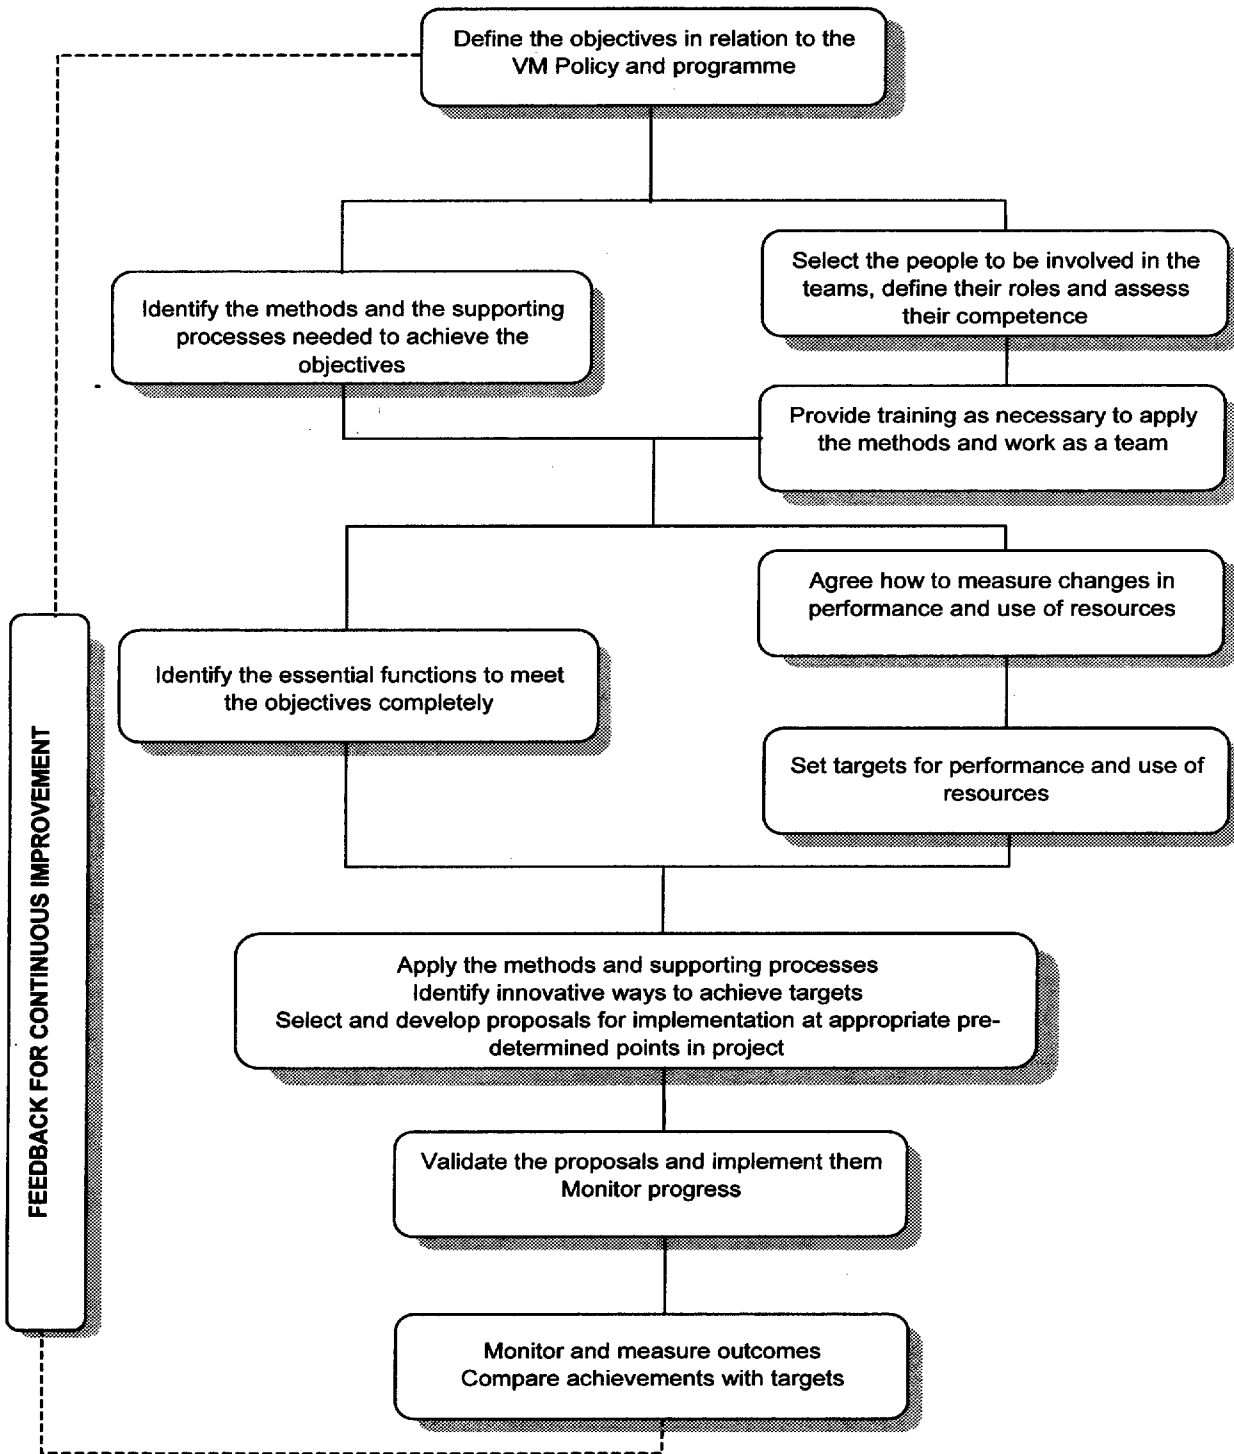 Define the objectives in relation to the
VM Policy and programme
Select the people to be involved in the
teams, define their roles and assess
their competence
Identify the methods and the supporting
processes needed to achieve the
objectives
Provide training as necessary to apply
the methods and work as a team
Agree how to measure changes in
performance and use of resources
Identify the essential functions to meet
the objectives completely
Set targets for performance and use of
resources
Apply the methods and supporting processes
Identify innovative ways to achieve targets
Select and develop proposals for implementation at appropriate pre-
determined points in project
Validate the proposals and implement them
Monitor progress
Monitor and measure outcomes
Compare achievements with targets
FEEDBACK FOR CONTINUOUS IMPROVEMENT